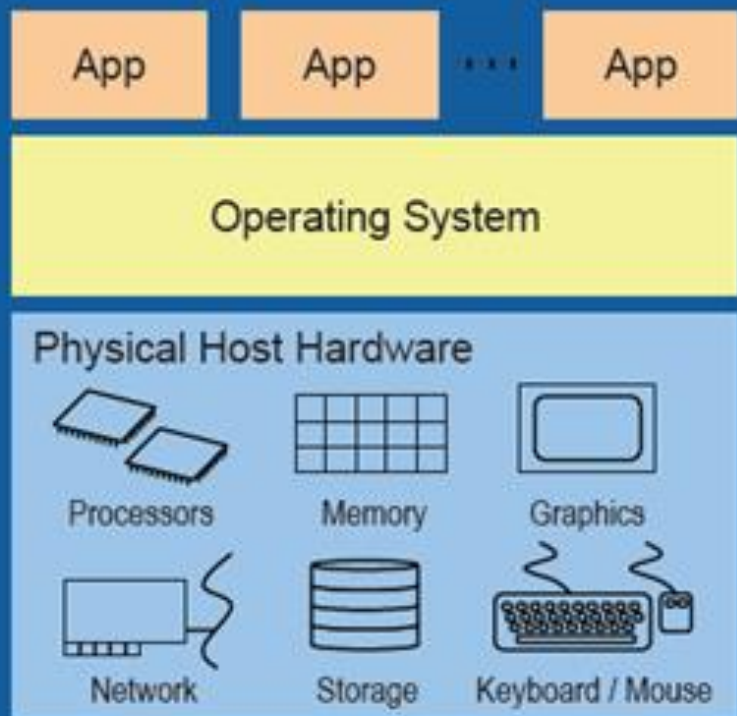 App App .... App
Operating System
Physical Host Hardware
Processors Memory Graphics
Network Storage Keyboard / Mouse